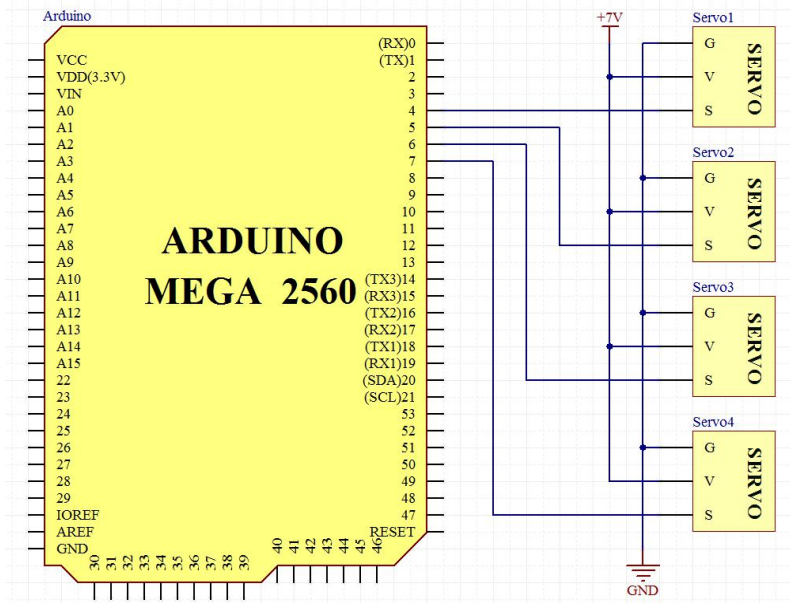 Arduino
VCC
VDD(3.3V)
VIN
A0
A1
A2
A3
A4
A5
A6
A7
A8
A9
A10
A11
A12
A13
A14
A15
22
23
24
25
26
27
28
29
IOREF
AREF
GND
30 31 32 33 34 35 36 37 38 39
40 41 42 43 44 45 46
ARDUINO
MEGA 2560
(RX)0
(TX)1
2
3
4
5
6
7
8
9
10
11
12
13
(TX3)14
(RX3)15
(TX2)16
(RX2)17
(TX1)18
(RX1)19
(SDA)20
(SCL)21
53
52
51
50
49
48
47
RESET
+7V
GND
Servo1
G
V
S
SERVO
Servo2
G
V
S
SERVO
Servo3
G
V
S
SERVO
Servo4
G
V
S
SERVO